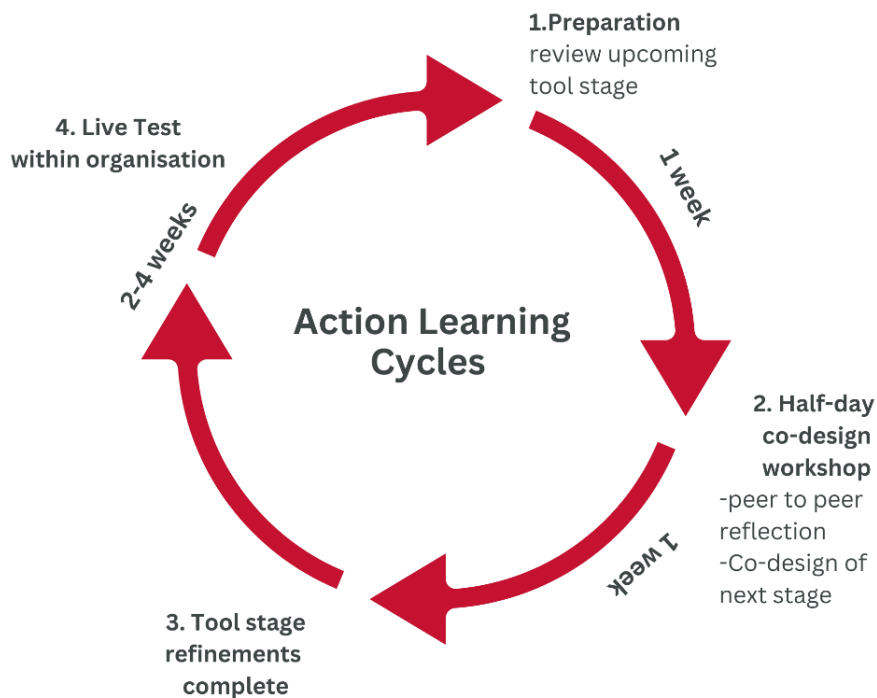 1.Preparation
review upcoming
tool stage
1 week
2. Half-day
co-design
workshop
-peer to peer
reflection
-Co-design of
next stage
1 week
3. Tool stage
refinements
complete
2-4 weeks
4. Live Test
within organisation
Action Learning
Cycles